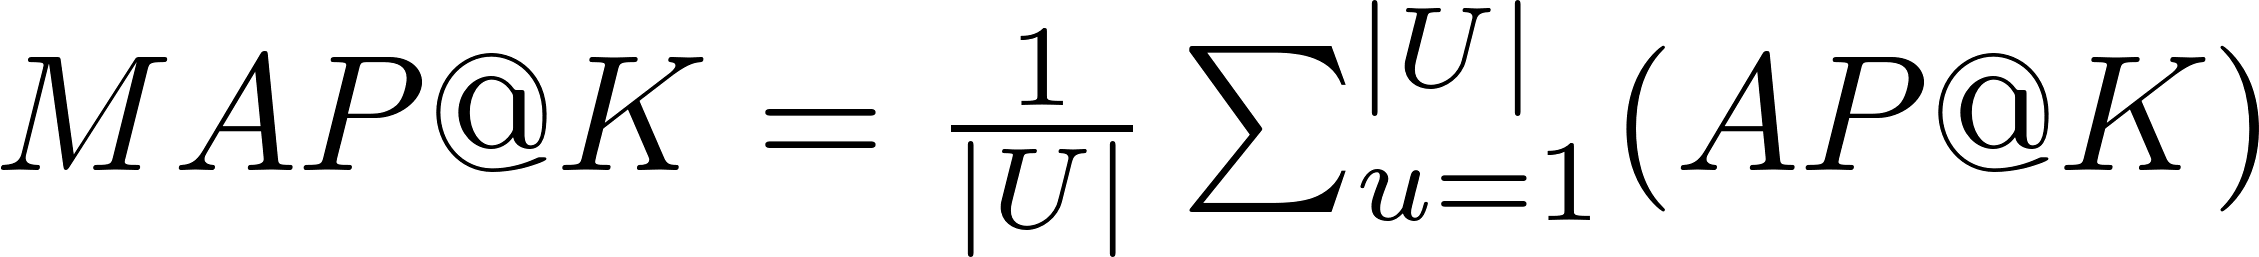 MAP@K = \frac{1}{|U|} \sum_{u=1}^{|U|} (AP@K)